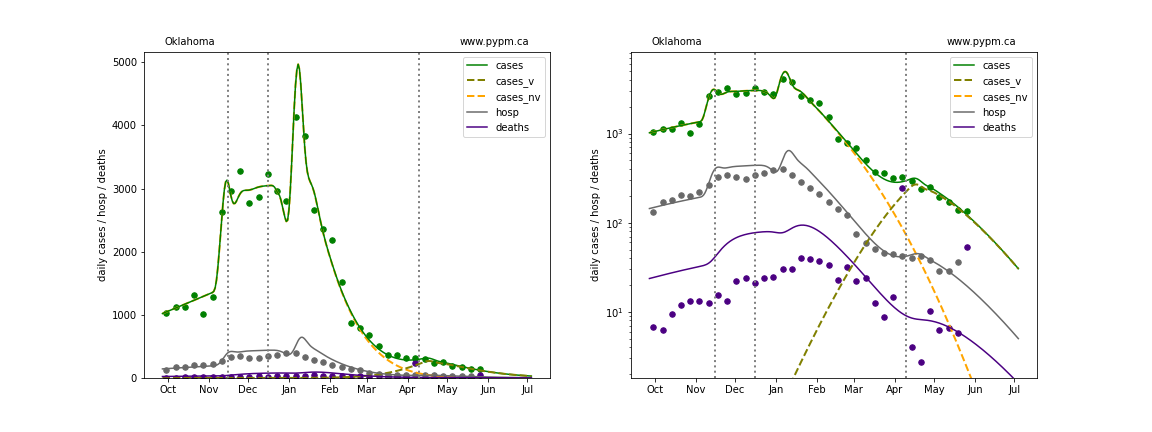 Oklahoma www.pypm.ca
daily cases / hosp / deaths
5000
4000
3000
2000
1000
0
cases
cases_v
cases_nv
hosp
deaths
Oct Nov Dec Jan Feb Mar Apr May Jun Jul
Oklahoma www.pypm.ca
daily cases / hosp / deaths
10³
10²
10¹
cases
cases_v
cases_nv
hosp
deaths
Oct Nov Dec Jan Feb Mar Apr May Jun Jul